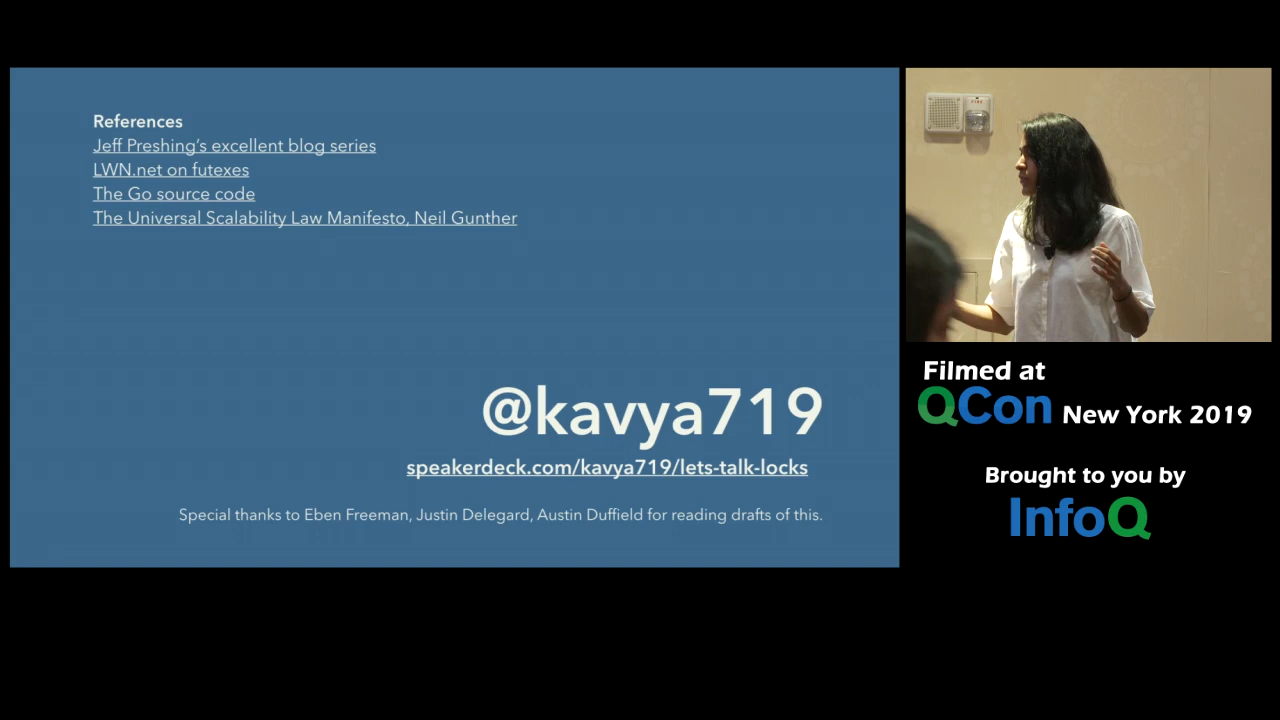 References
Jeff Preshing's excellent blog series
LWN.net on futexes
The Go source code
The Universal Scalability Law Manifesto, Neil Gunther
@kavya719
speakerdeck.com/kavya719/lets-talk-locks
Special thanks to Eben Freeman, Justin Delegard, Austin Duffield for reading drafts of this.
FIRE
Filmed at
QCon New York 2019
Brought to you by
InfoQ